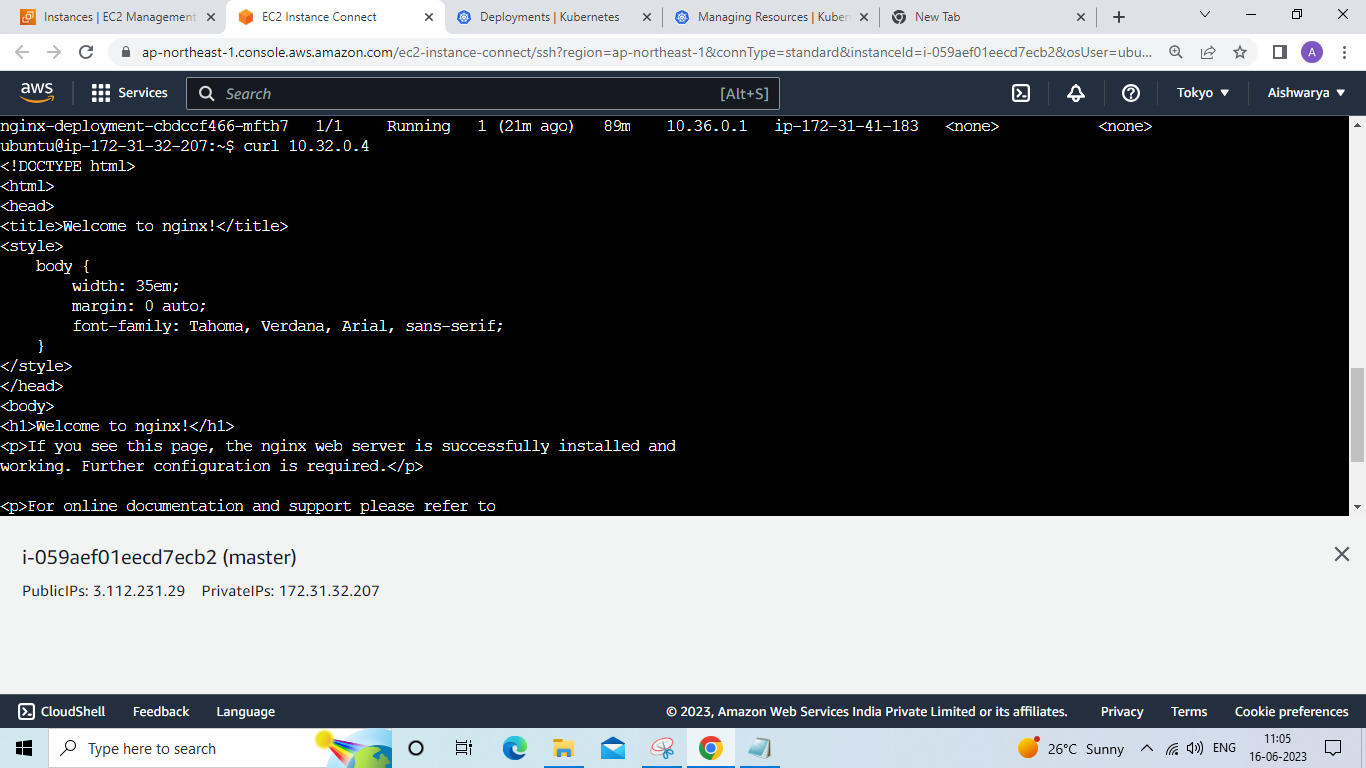 Instances | EC2 Management
EC2 Instance Connect
Deployments | Kubernetes
Managing Resources | Kubern
New Tab
ap-northeast-1.console.aws.amazon.com/ec2-instance-connect/ssh?region=ap-northeast-1&connType=standard&instanceId=i-059aef01eecd7ecb2&osUser=ubu...
A
aws
Services
Search
[Alt+S]
Tokyo
Aishwarya
nginx-deployment-cbdccf466-mfth7 1/1 Running 1 (21m ago) 89m 10.36.0.1 ip-172-31-41-183 <none> <none>
ubuntu@ip-172-31-32-207:~$ curl 10.32.0.4
<!DOCTYPE html>
<html>
<head>
<title>Welcome to nginx!</title>
<style>
    body {
        width: 35em;
        margin: 0 auto;
        font-family: Tahoma, Verdana, Arial, sans-serif;
    }
</style>
</head>
<body>
<h1>Welcome to nginx!</h1>
<p>If you see this page, the nginx web server is successfully installed and
working. Further configuration is required.</p>
<p>For online documentation and support please refer to
i-059aef01eecd7ecb2 (master)
PublicIPs: 3.112.231.29 PrivateIPs: 172.31.32.207
CloudShell
Feedback
Language
© 2023, Amazon Web Services India Private Limited or its affiliates.
Privacy
Terms
Cookie preferences
Type here to search
26°C Sunny
ENG
11:05
16-06-2023